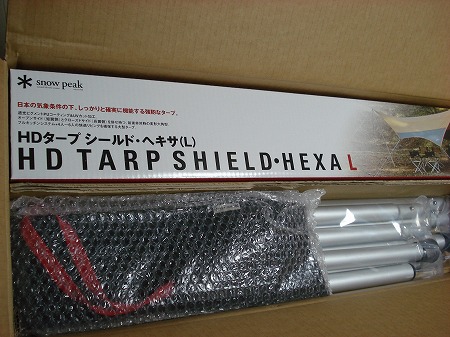 snow peak
日本の気象条件の下、しっかりと確実に機能する強靭なタープ。
HDタープ シールド・ヘキサ(L)
HD TARP SHIELD・HEXA L